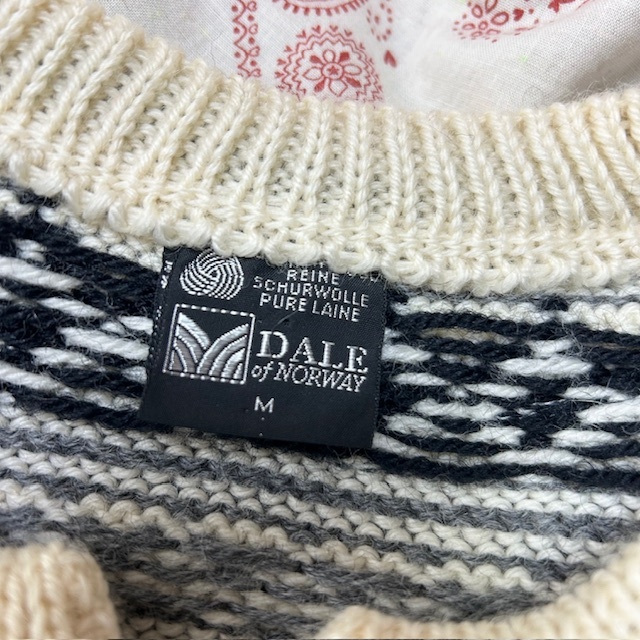 REINE
SCHURWOLLE
PURE LAINE
DALE
of NORWAY
M